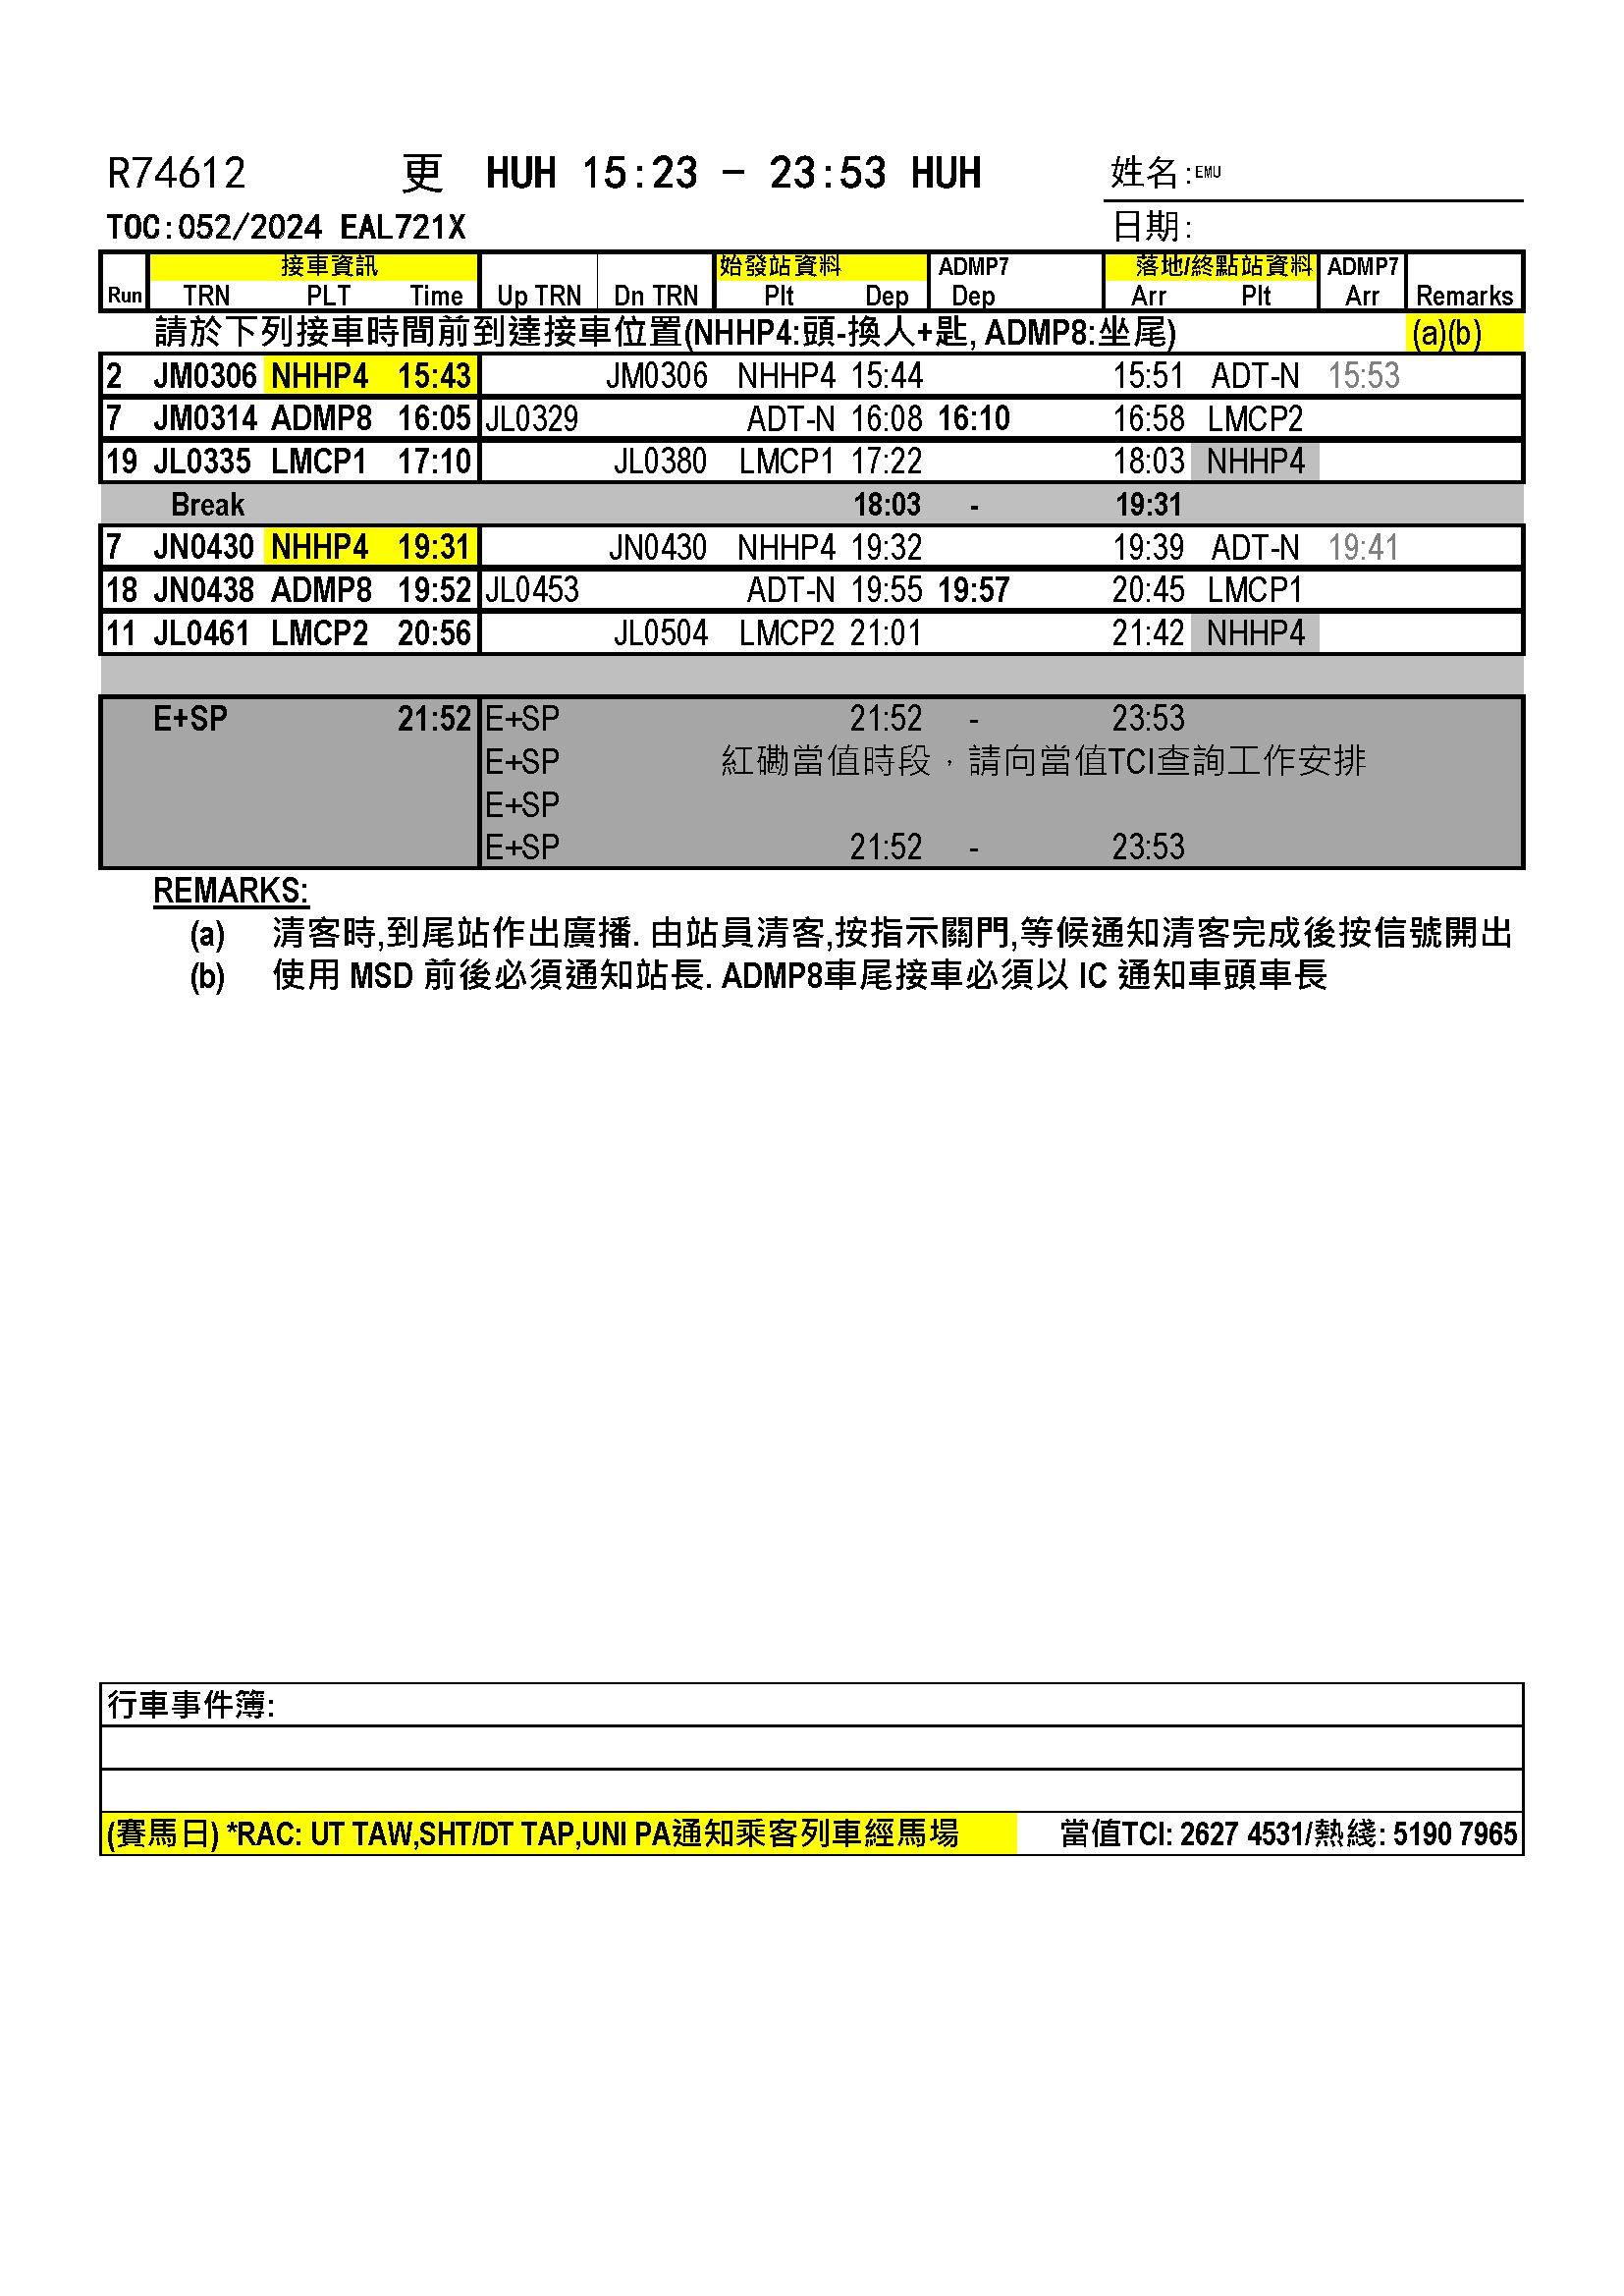 R74612 更 HUH 15:23 - 23:53 HUH 姓名:EMU
TOC:052/2024 EAL721X 日期:
接車資訊 始發站資料 ADMP7 落地/終點站資料 ADMP7
Run TRN PLT Time Up TRN Dn TRN Plt Dep Dep Arr Plt Arr Remarks
請於下列接車時間前到達接車位置(NHHP4:頭-換人+匙, ADMP8:坐尾) (a)(b)
2 JM0306 NHHP4 15:43 JM0306 NHHP4 15:44 15:51 ADT-N 15:53
7 JM0314 ADMP8 16:05 JL0329 ADT-N 16:08 16:10 16:58 LMCP2
19 JL0335 LMCP1 17:10 JL0380 LMCP1 17:22 18:03 NHHP4
Break 18:03 - 19:31
7 JN0430 NHHP4 19:31 JN0430 NHHP4 19:32 19:39 ADT-N 19:41
18 JN0438 ADMP8 19:52 JL0453 ADT-N 19:55 19:57 20:45 LMCP1
11 JL0461 LMCP2 20:56 JL0504 LMCP2 21:01 21:42 NHHP4
E+SP 21:52 E+SP 21:52 - 23:53
E+SP 紅磡當值時段，請向當值TCI查詢工作安排
E+SP
E+SP 21:52 - 23:53
REMARKS:
(a) 清客時,到尾站作出廣播. 由站員清客,按指示關門,等候通知清客完成後按信號開出
(b) 使用 MSD 前後必須通知站長. ADMP8車尾接車必須以 IC 通知車頭車長
行車事件簿:
(賽馬日) *RAC: UT TAW,SHT/DT TAP,UNI PA通知乘客列車經馬場 當值TCI: 2627 4531/熱綫: 5190 7965